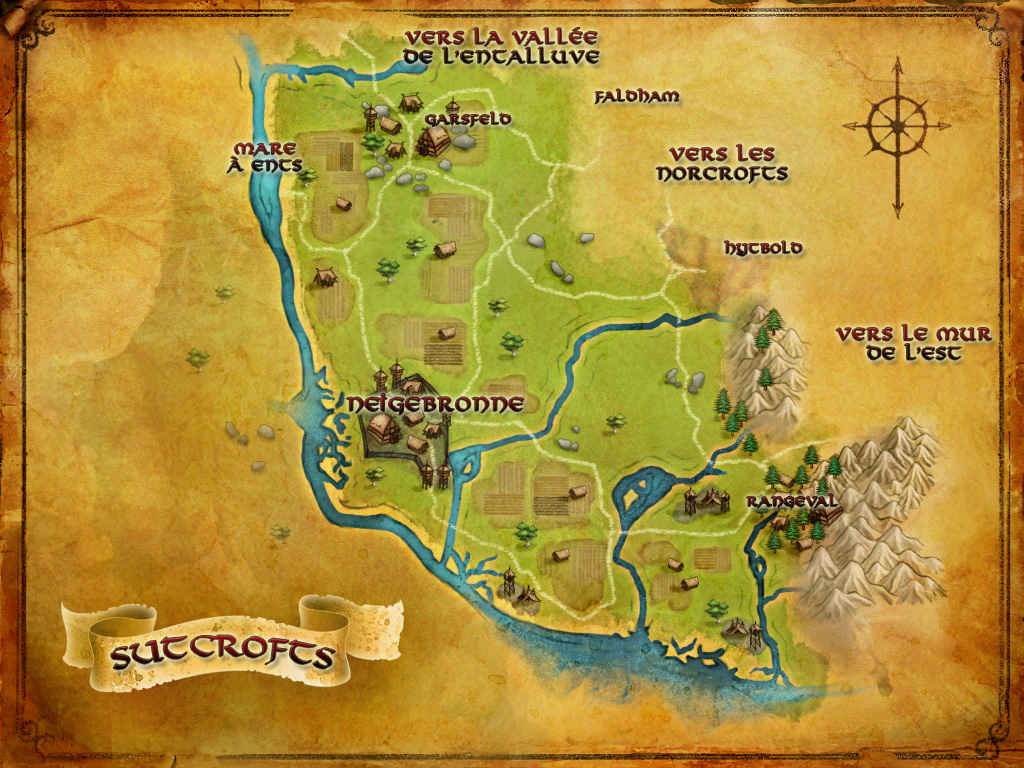 VERS LA VALLÉE
DE L'ENTALLUVE
FALDHAM
GARSFELD
MARE
À ENTS
VERS LES
NORCROFTS
HYTBOLD
VERS LE MUR
DE L'EST
NEIGEBRONNE
RANGEVAL
SUTCROFTS